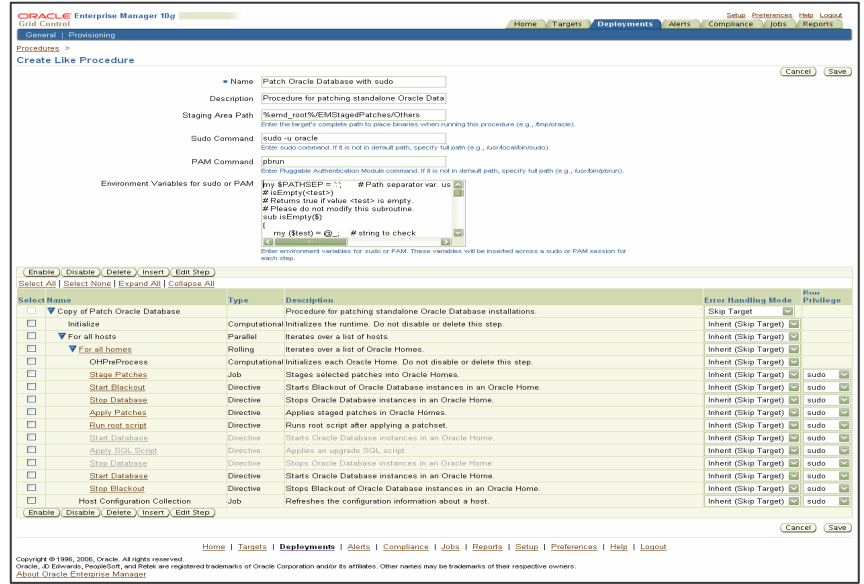 ORACLE Enterprise Manager 10g
Grid Control
Setup Preferences Help Logout
Home Targets Deployments Alerts Compliance Jobs Reports
General | Provisioning
Procedures >
Create Like Procedure
Cancel Save
* Name Patch Oracle Database with sudo
Description Procedure for patching standalone Oracle Data
Staging Area Path %emd_root%/EMStagedPatches/Others
Enter the target's complete path to place binaries when running this procedure (e.g., /tmp/oracle).
Sudo Command sudo -u oracle
Enter sudo command. If it is not in default path, specify full path (e.g., /usr/local/bin/sudo).
PAM Command pbrun
Enter Pluggable Authentication Module command. If it is not in default path, specify full path (e.g., /usr/bin/pbrun).
Environment Variables for sudo or PAM my $PATHSEP = ':'; # Path separator var. us
# isEmpty(<test>)
# Returns true if value <test> is empty.
# Please do not modify this subroutine.
sub isEmpty($)
{
my ($test) = @_; # string to check
Enter environment variables for sudo or PAM. These variables will be inserted across a sudo or PAM session for
each step.
Enable Disable Delete Insert Edit Step
Select All | Select None | Expand All | Collapse All
Select Name Type Description Error Handling Mode Run Privilege
Copy of Patch Oracle Database Procedure for patching standalone Oracle Database installations. Skip Target
Initialize Computational Initializes the runtime. Do not disable or delete this step. Inherit (Skip Target)
For all hosts Parallel Iterates over a list of hosts. Inherit (Skip Target)
For all homes Rolling Iterates over a list of Oracle Homes. Inherit (Skip Target)
OHPreProcess Computational Initializes each Oracle Home. Do not disable or delete this step. Inherit (Skip Target)
Stage Patches Job Stages selected patches into Oracle Homes. Inherit (Skip Target) sudo
Start Blackout Directive Starts Blackout of Oracle Database instances in an Oracle Home. Inherit (Skip Target) sudo
Stop Database Directive Stops Oracle Database instances in an Oracle Home. Inherit (Skip Target) sudo
Apply Patches Directive Applies staged patches in Oracle Homes. Inherit (Skip Target) sudo
Run root script Directive Runs root script after applying a patchset. Inherit (Skip Target) sudo
Start Database Directive Starts Oracle Database instances in an Oracle Home. Inherit (Skip Target) sudo
Apply SQL Script Directive Applies an upgrade SQL script. Inherit (Skip Target) sudo
Stop Database Directive Stops Oracle Database instances in an Oracle Home. Inherit (Skip Target) sudo
Start Database Directive Starts Oracle Database instances in an Oracle Home. Inherit (Skip Target) sudo
Stop Blackout Directive Stops Blackout of Oracle Database instances in an Oracle Home. Inherit (Skip Target) sudo
Host Configuration Collection Job Refreshes the configuration information about a host. Inherit (Skip Target) sudo
Enable Disable Delete Insert Edit Step
Cancel Save
Home | Targets | Deployments | Alerts | Compliance | Jobs | Reports | Setup | Preferences | Help | Logout
Copyright © 1996, 2006, Oracle. All rights reserved.
Oracle, JD Edwards, PeopleSoft, and Retek are registered trademarks of Oracle Corporation and/or its affiliates. Other names may be trademarks of their respective owners.
About Oracle Enterprise Manager